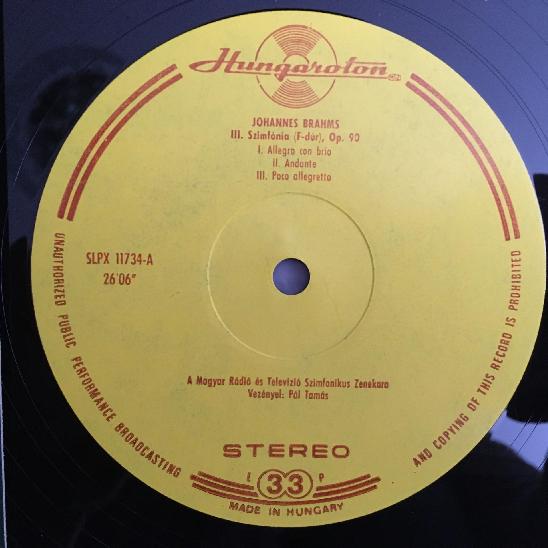 Hungaroton
JOHANNES BRAHMS
III. Szimfónia (F-dúr), Op. 90
I. Allegro con brio
II. Andante
III. Poco allegretto
SLPX 11734-A
26'06"
A Magyar Rádió és Televízió Szimfonikus Zenekara
Vezényel: Pál Tamás
STEREO
L 33 P
MADE IN HUNGARY
UNAUTHORIZED PUBLIC PERFORMANCE BROADCASTING
AND COPYING OF THIS RECORD IS PROHIBITED